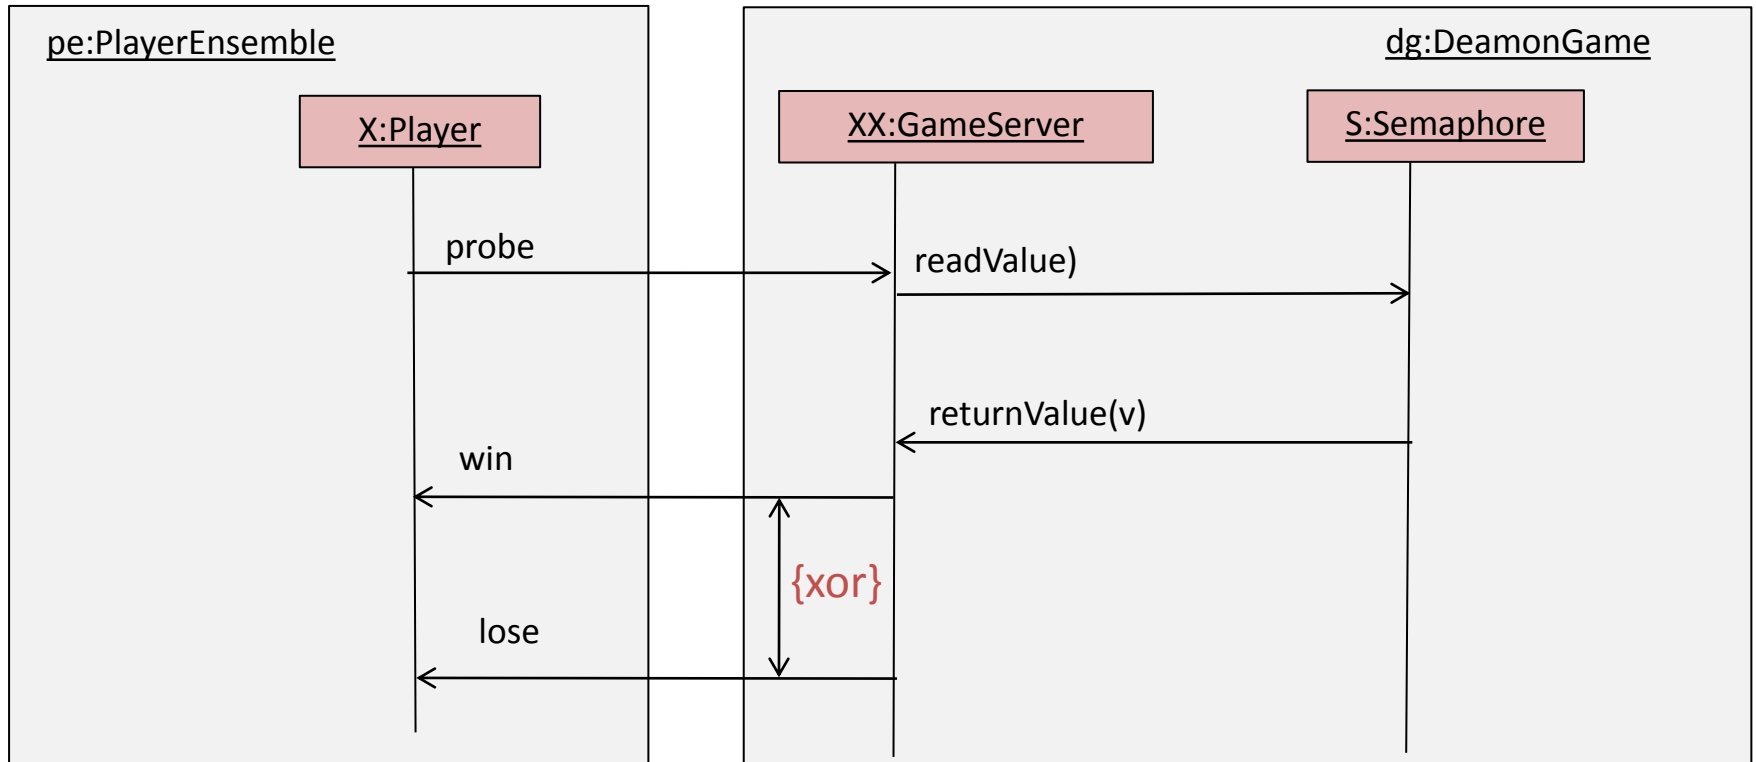 pe:PlayerEnsemble
dg:DeamonGame
X:Player
XX:GameServer
S:Semaphore
probe
readValue)
returnValue(v)
win
{xor}
lose